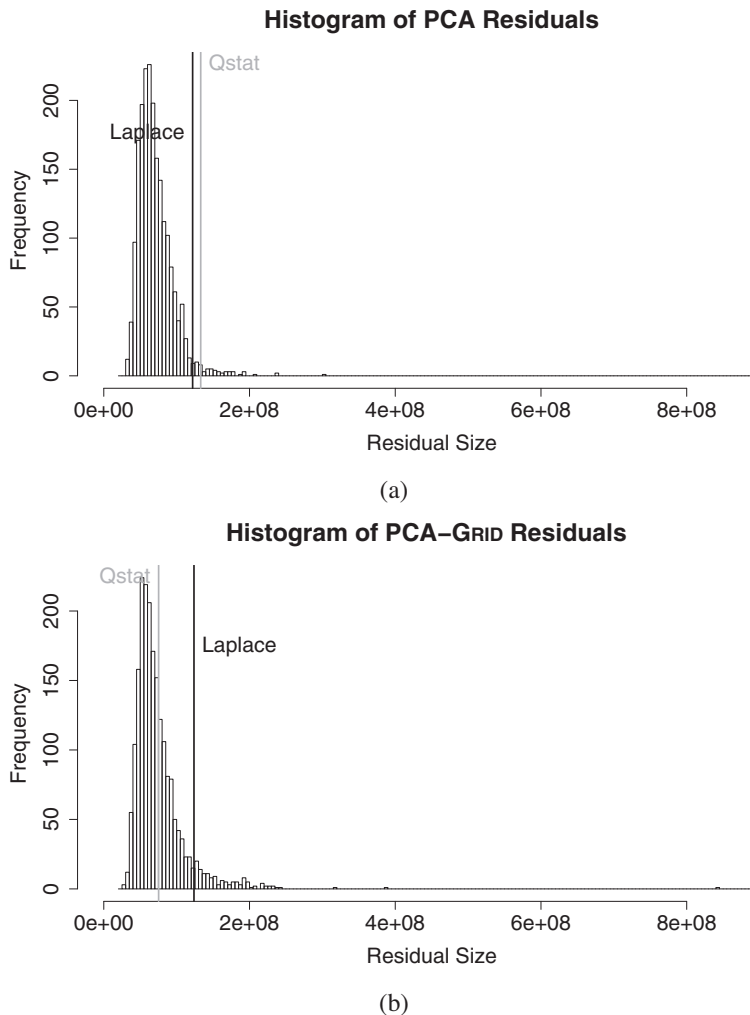 Histogram of PCA Residuals
Qstat
Laplace
Frequency
200
150
100
50
0
0e+00 2e+08 4e+08 6e+08 8e+08
Residual Size
(a)
Histogram of PCA–GRID Residuals
Qstat
Laplace
Frequency
200
150
100
50
0
0e+00 2e+08 4e+08 6e+08 8e+08
Residual Size
(b)